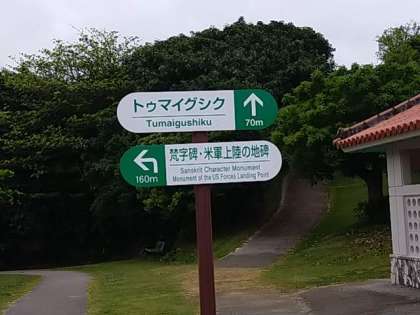 トゥマイグシク
Tumaigushiku
70m
160m
梵字碑・米軍上陸の地碑
Sanskrit Character Monument
Monument of the US Forces Landing Point